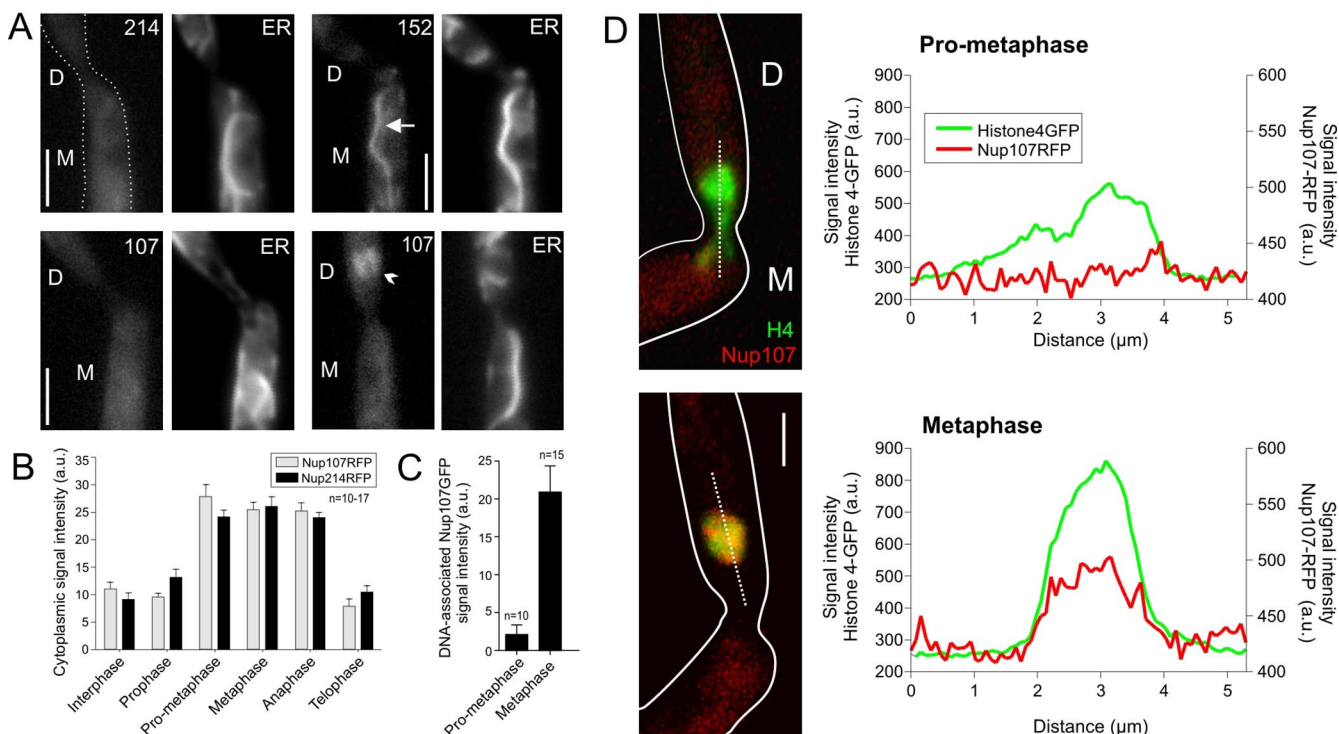 A
214
ER
152
ER
D
M
D
M
107
ER
107
ER
D
M
D
M
B
Cytoplasmic signal intensity (a.u.)
35
30
25
20
15
10
5
0
Nup107RFP
Nup214RFP
n=10-17
Interphase
Prophase
Pro-metaphase
Metaphase
Anaphase
Telophase
C
DNA-associated Nup107GFP
signal intensity (a.u.)
25
20
15
10
5
0
n=10
n=15
Pro-metaphase
Metaphase
D
D
M
H4
Nup107
Pro-metaphase
Signal intensity
Histone 4-GFP (a.u.)
900
800
700
600
500
400
300
200
Histone4GFP
Nup107RFP
600
550
500
450
400
Signal intensity
Nup107-RFP (a.u.)
0 1 2 3 4 5
Distance (µm)
Metaphase
Signal intensity
Histone 4-GFP (a.u.)
900
800
700
600
500
400
300
200
600
550
500
450
400
Signal intensity
Nup107-RFP (a.u.)
0 1 2 3 4 5
Distance (µm)